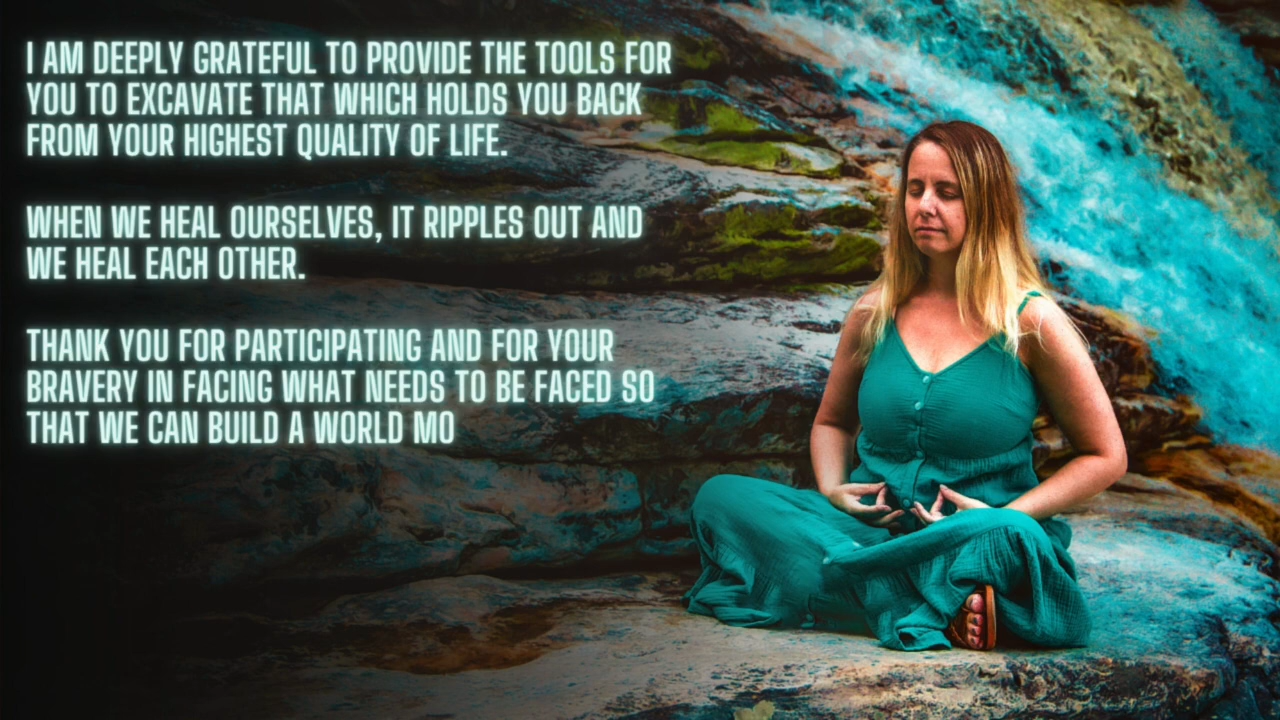 I AM DEEPLY GRATEFUL TO PROVIDE THE TOOLS FOR
YOU TO EXCAVATE THAT WHICH HOLDS YOU BACK
FROM YOUR HIGHEST QUALITY OF LIFE.
WHEN WE HEAL OURSELVES, IT RIPPLES OUT AND
WE HEAL EACH OTHER.
THANK YOU FOR PARTICIPATING AND FOR YOUR
BRAVERY IN FACING WHAT NEEDS TO BE FACED SO
THAT WE CAN BUILD A WORLD MO